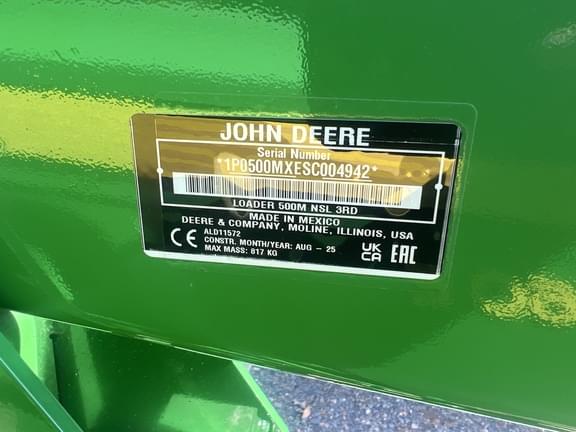 JOHN DEERE
Serial Number
*1P0500MXESC004942*
LOADER 500M NSL 3RD
MADE IN MEXICO
DEERE & COMPANY, MOLINE, ILLINOIS, USA
ALD11572
CONSTR. MONTH/YEAR: AUG - 25
MAX MASS: 817 KG
CE
UK
CA
EAC